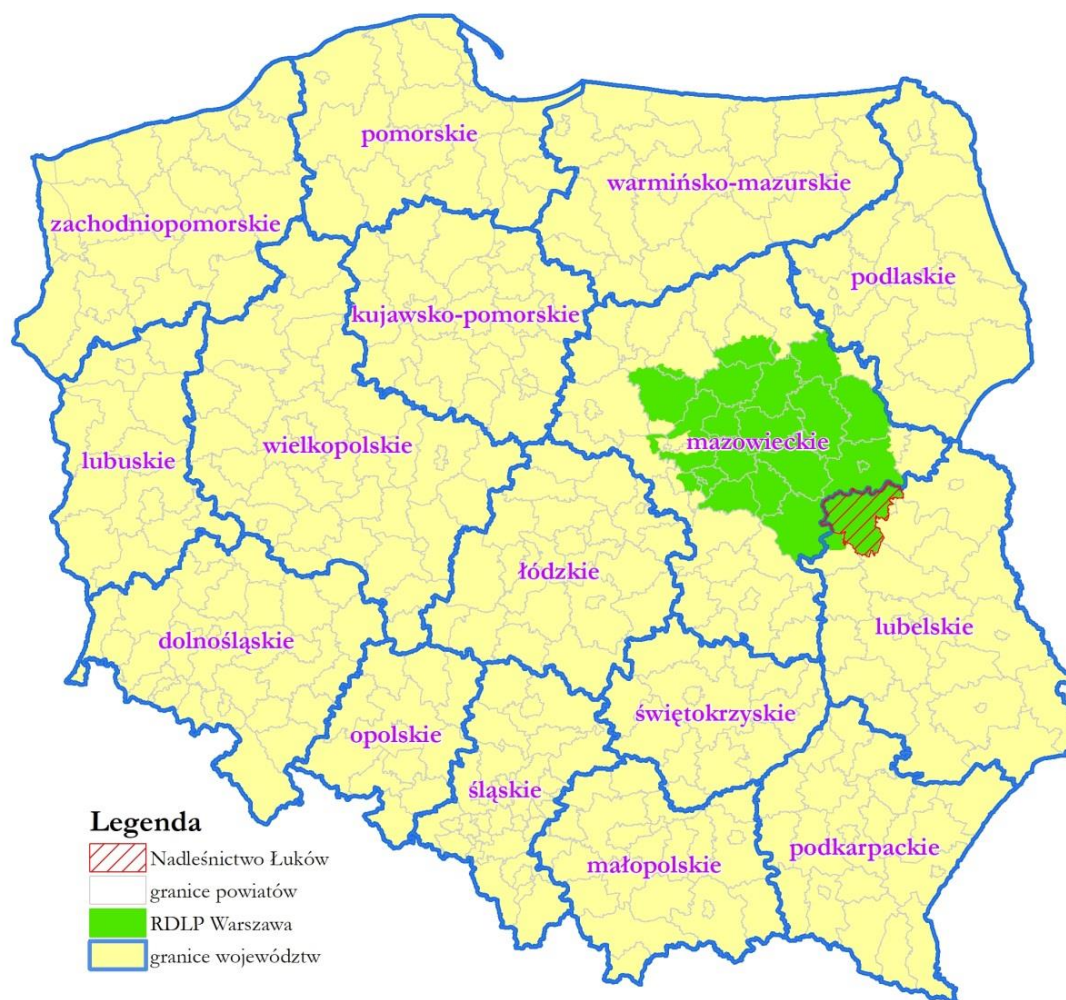 pomorskie
warmińsko-mazurskie
zachodniopomorskie
podlaskie
kujawsko-pomorskie
mazowieckie
wielkopolskie
lubuskie
łódzkie
lubelskie
dolnośląskie
świętokrzyskie
opolskie
śląskie
podkarpackie
małopolskie
Legenda
Nadleśnictwo Łuków
granice powiatów
RDLP Warszawa
granice województw